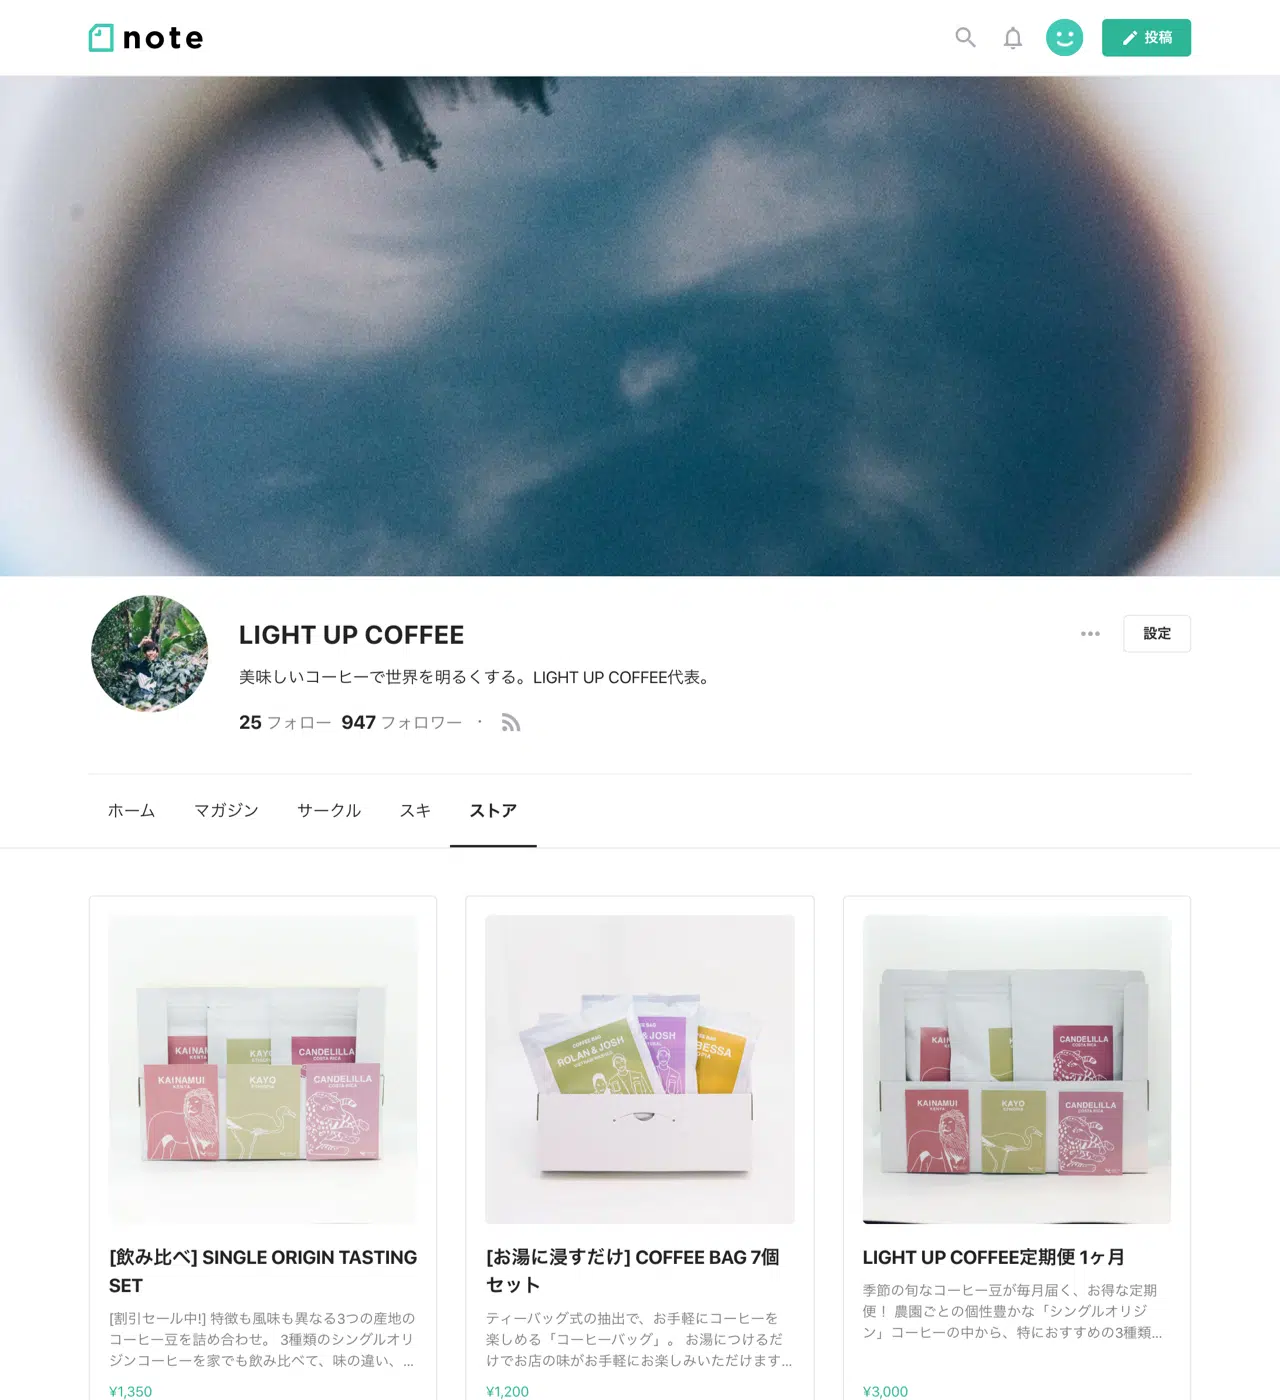 note
投稿
LIGHT UP COFFEE
設定
美味しいコーヒーで世界を明るくする。LIGHT UP COFFEE代表。
25 フォロー 947 フォロワー ・
ホーム マガジン サークル スキ ストア
KAINAMUI
KENYA
CANDELILLA
COSTA RICA
KAINAMUI
KENYA
KAYO
CANDELILLA
COSTA RICA
COFFEE BAG
ROLAN & JOSH
& JOSH
BESSA
CANDELILLA
COSTA RICA
KAINAMUI
KENYA
KAYO
CANDELILLA
COSTA RICA
[飲み比べ] SINGLE ORIGIN TASTING
SET
[割引セール中!] 特徴も風味も異なる3つの産地の
コーヒー豆を詰め合わせ。 3種類のシングルオリ
ジンコーヒーを家でも飲み比べて、味の違い、...
¥1,350
[お湯に浸すだけ] COFFEE BAG 7個
セット
ティーバッグ式の抽出で、お手軽にコーヒーを
楽しめる「コーヒーバッグ」。 お湯につけるだ
けでお店の味がお手軽にお楽しみいただけます...
¥1,200
LIGHT UP COFFEE定期便 1ヶ月
季節の旬なコーヒー豆が毎月届く、お得な定期
便！ 農園ごとの個性豊かな「シングルオリジ
ン」コーヒーの中から、特におすすめの3種類...
¥3,000